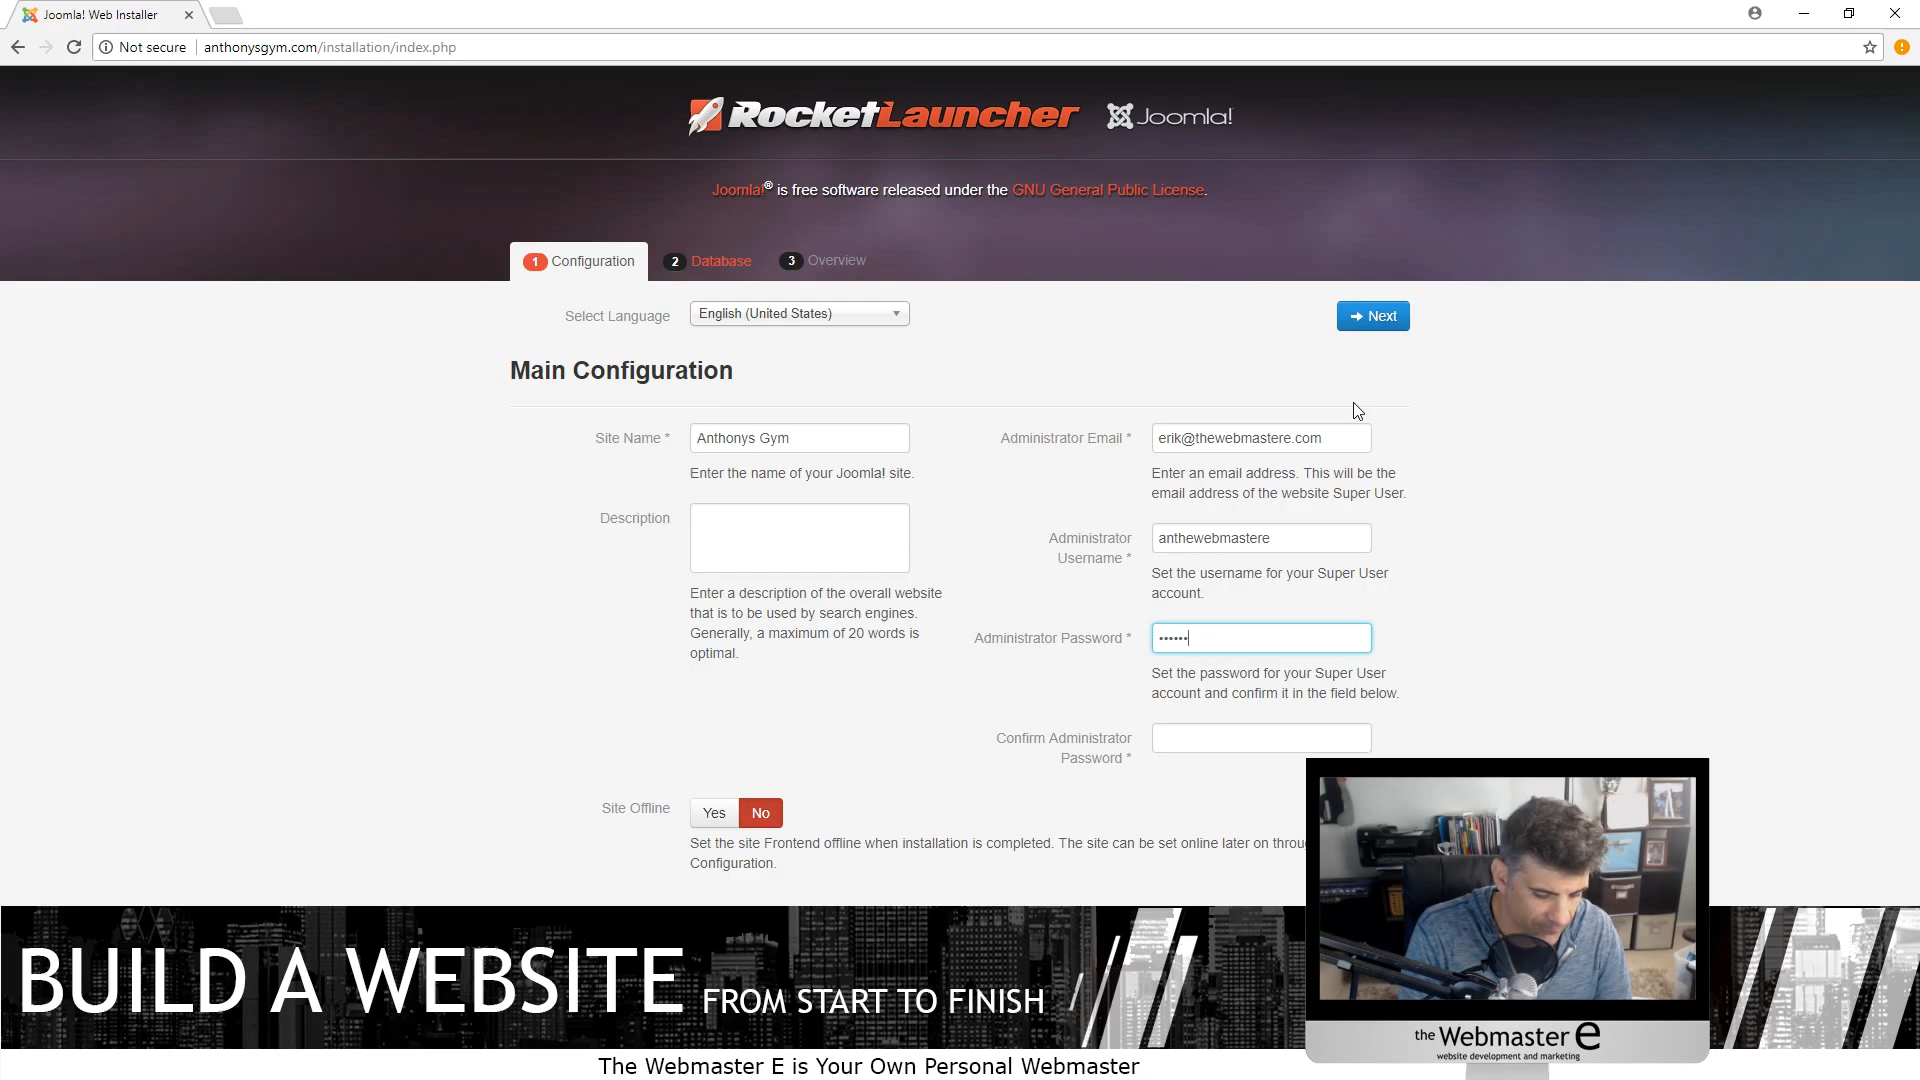 Joomla! Web Installer
Not secure
anthonysgym.com/installation/index.php
RocketLauncher
Joomla!
Joomla!® is free software released under the GNU General Public License.
1 Configuration
2 Database
3 Overview
Select Language
English (United States)
Next
Main Configuration
Site Name *
Anthonys Gym
Enter the name of your Joomla! site.
Description
Enter a description of the overall website
that is to be used by search engines.
Generally, a maximum of 20 words is
optimal.
Administrator Email *
erik@thewebmastere.com
Enter an email address. This will be the
email address of the website Super User.
Administrator
Username *
anthewebmastere
Set the username for your Super User
account.
Administrator Password *
••••••
Set the password for your Super User
account and confirm it in the field below.
Confirm Administrator
Password *
Site Offline
Yes
No
Set the site Frontend offline when installation is completed. The site can be set online later on throu
Configuration.
BUILD A WEBSITE FROM START TO FINISH
the Webmaster e
website development and marketing
The Webmaster E is Your Own Personal Webmaster